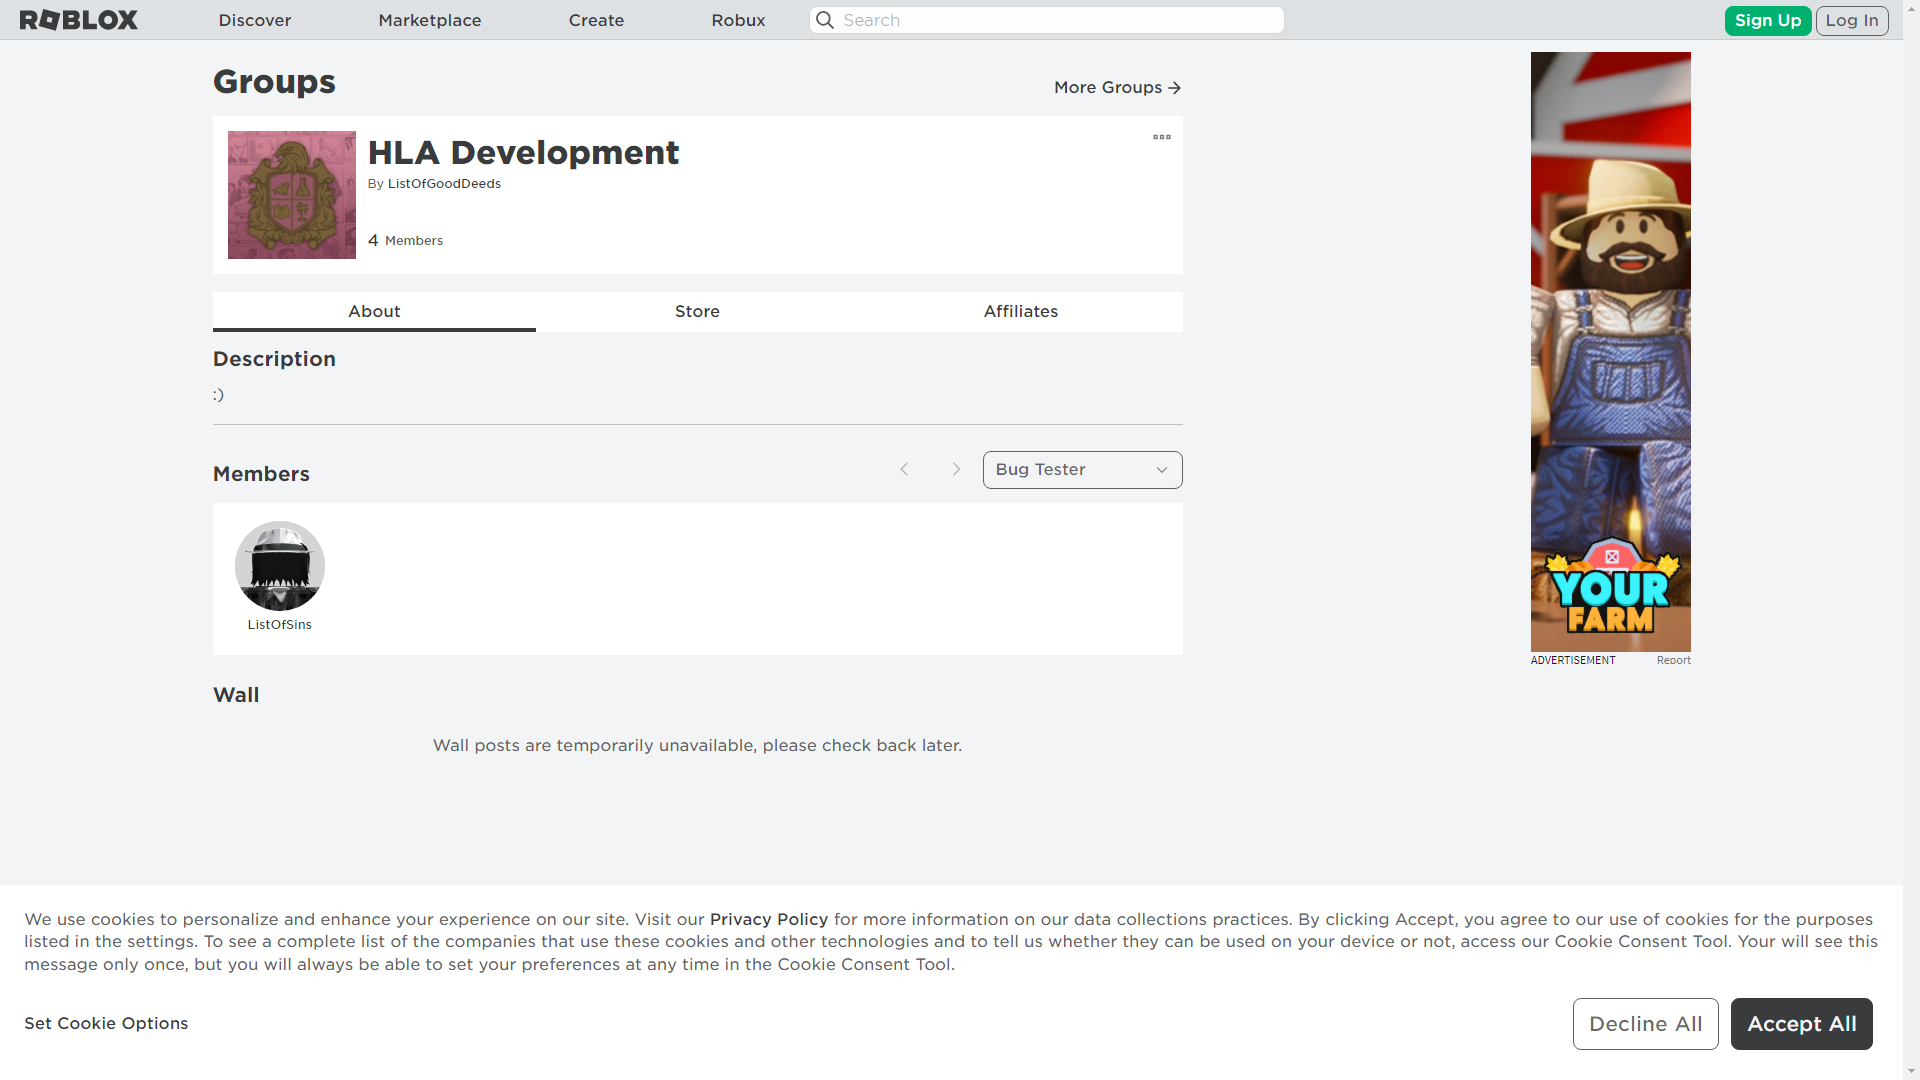 ROBLOX
Discover
Marketplace
Create
Robux
Search
Sign Up
Log In
Groups
More Groups
HLA Development
By ListOfGoodDeeds
4 Members
About
Store
Affiliates
Description
:)
Members
Bug Tester
ListOfSins
Wall
Wall posts are temporarily unavailable, please check back later.
YOUR
FARM
ADVERTISEMENT
Report
We use cookies to personalize and enhance your experience on our site. Visit our Privacy Policy for more information on our data collections practices. By clicking Accept, you agree to our use of cookies for the purposes
listed in the settings. To see a complete list of the companies that use these cookies and other technologies and to tell us whether they can be used on your device or not, access our Cookie Consent Tool. Your will see this
message only once, but you will always be able to set your preferences at any time in the Cookie Consent Tool.
Set Cookie Options
Decline All
Accept All